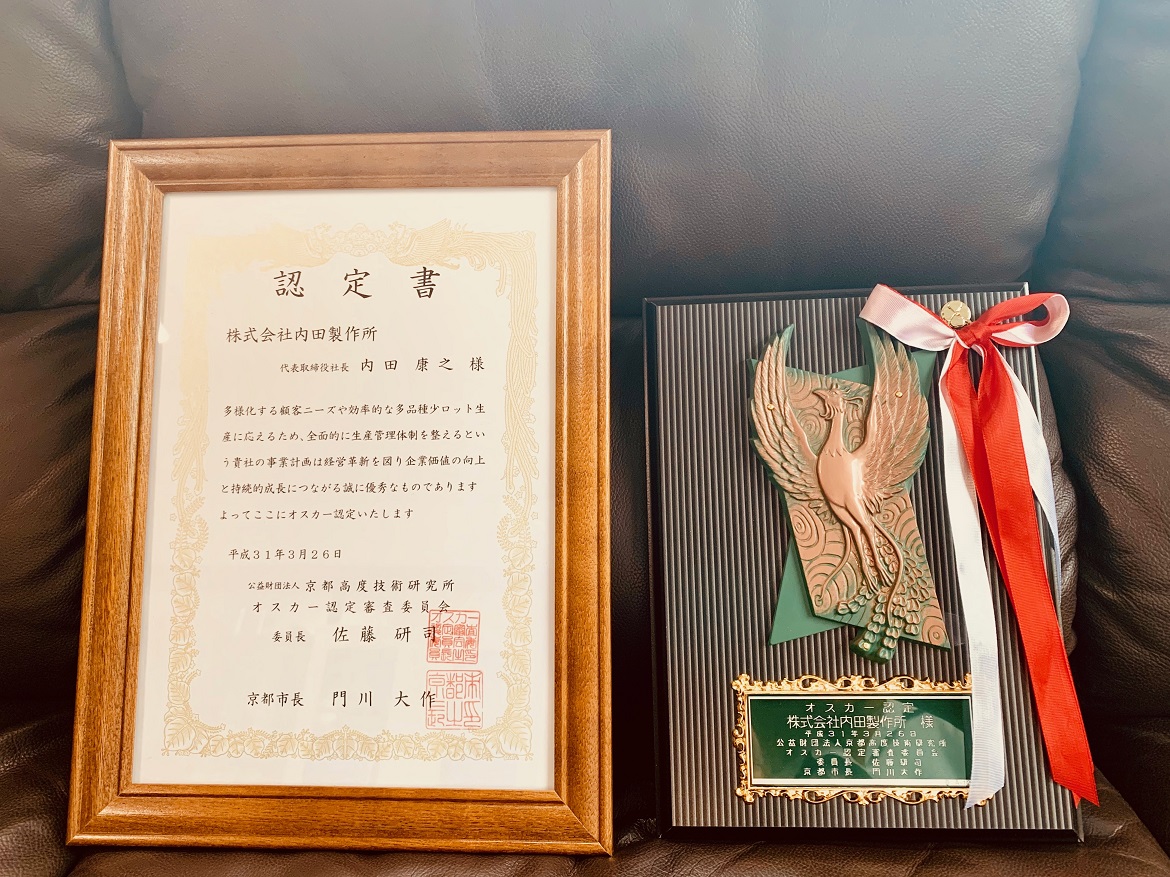 認定書
株式会社内田製作所
代表取締役社長 内田 康之 様
多様化する顧客ニーズや効率的な多品種少ロット生
産に応えるため、全面的に生産管理体制を整えるとい
う貴社の事業計画は経営革新を図り企業価値の向上
と持続的成長につながる誠に優秀なものであります
よってここにオスカー認定いたします
平成31年3月26日
公益財団法人 京都高度技術研究所
オスカー認定審査委員会
委員長 佐藤 研司
京都市長 門川 大作
オスカー認定
株式会社内田製作所 様
平成31年3月26日
公益財団法人京都高度技術研究所
オスカー認定審査委員会
委員長 佐藤研司
京都市長 門川大作